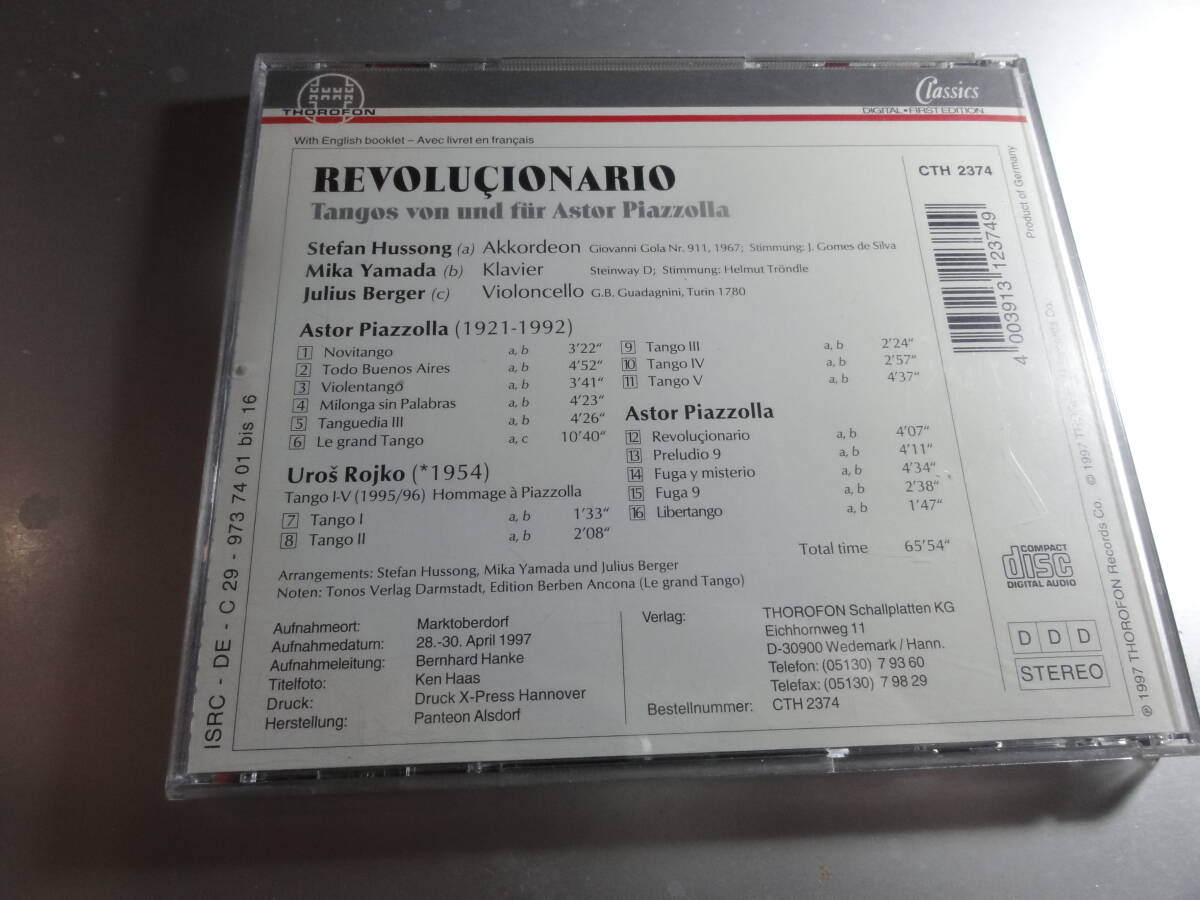 THOROFON
Classics
DIGITAL • FIRST EDITION
With English booklet – Avec livret en français
REVOLUÇIONARIO
Tangos von und für Astor Piazzolla
CTH 2374
Product of Germany
Stefan Hussong (a) Akkordeon Giovanni Gola Nr. 911, 1967; Stimmung: J. Gomes de Silva
Mika Yamada (b) Klavier Steinway D; Stimmung: Helmut Tröndle
Julius Berger (c) Violoncello G.B. Guadagnini, Turin 1780
4 003913 123749
Astor Piazzolla (1921-1992)
1 Novitango a, b 3’22“
2 Todo Buenos Aires a, b 4’52“
3 Violentango a, b 3’41“
4 Milonga sin Palabras a, b 4’23“
5 Tanguedia III a, b 4’26“
6 Le grand Tango a, c 10’40“
Uroš Rojko (*1954)
Tango I-V (1995/96) Hommage à Piazzolla
7 Tango I a, b 1’33“
8 Tango II a, b 2’08“
9 Tango III a, b 2’24“
10 Tango IV a, b 2’57“
11 Tango V a, b 4’37“
Astor Piazzolla
12 Revoluçionario a, b 4’07“
13 Preludio 9 a, b 4’11“
14 Fuga y misterio a, b 4’34“
15 Fuga 9 a, b 2’38“
16 Libertango a, b 1’47“
Total time 65’54“
Arrangements: Stefan Hussong, Mika Yamada und Julius Berger
Noten: Tonos Verlag Darmstadt, Edition Berben Ancona (Le grand Tango)
Aufnahmeort: Marktoberdorf
Aufnahmedatum: 28.-30. April 1997
Aufnahmeleitung: Bernhard Hanke
Titelfoto: Ken Haas
Druck: Druck X-Press Hannover
Herstellung: Panteon Alsdorf
Verlag: THOROFON Schallplatten KG
Eichhornweg 11
D-30900 Wedemark / Hann.
Telefon: (05130) 7 93 60
Telefax: (05130) 7 98 29
Bestellnummer: CTH 2374
COMPACT
disc
DIGITAL AUDIO
D D D
STEREO
℗ 1997 THOROFON Records Co. © 1997 Co.
ISRC - DE - C 29 - 973 74 01 bis 16